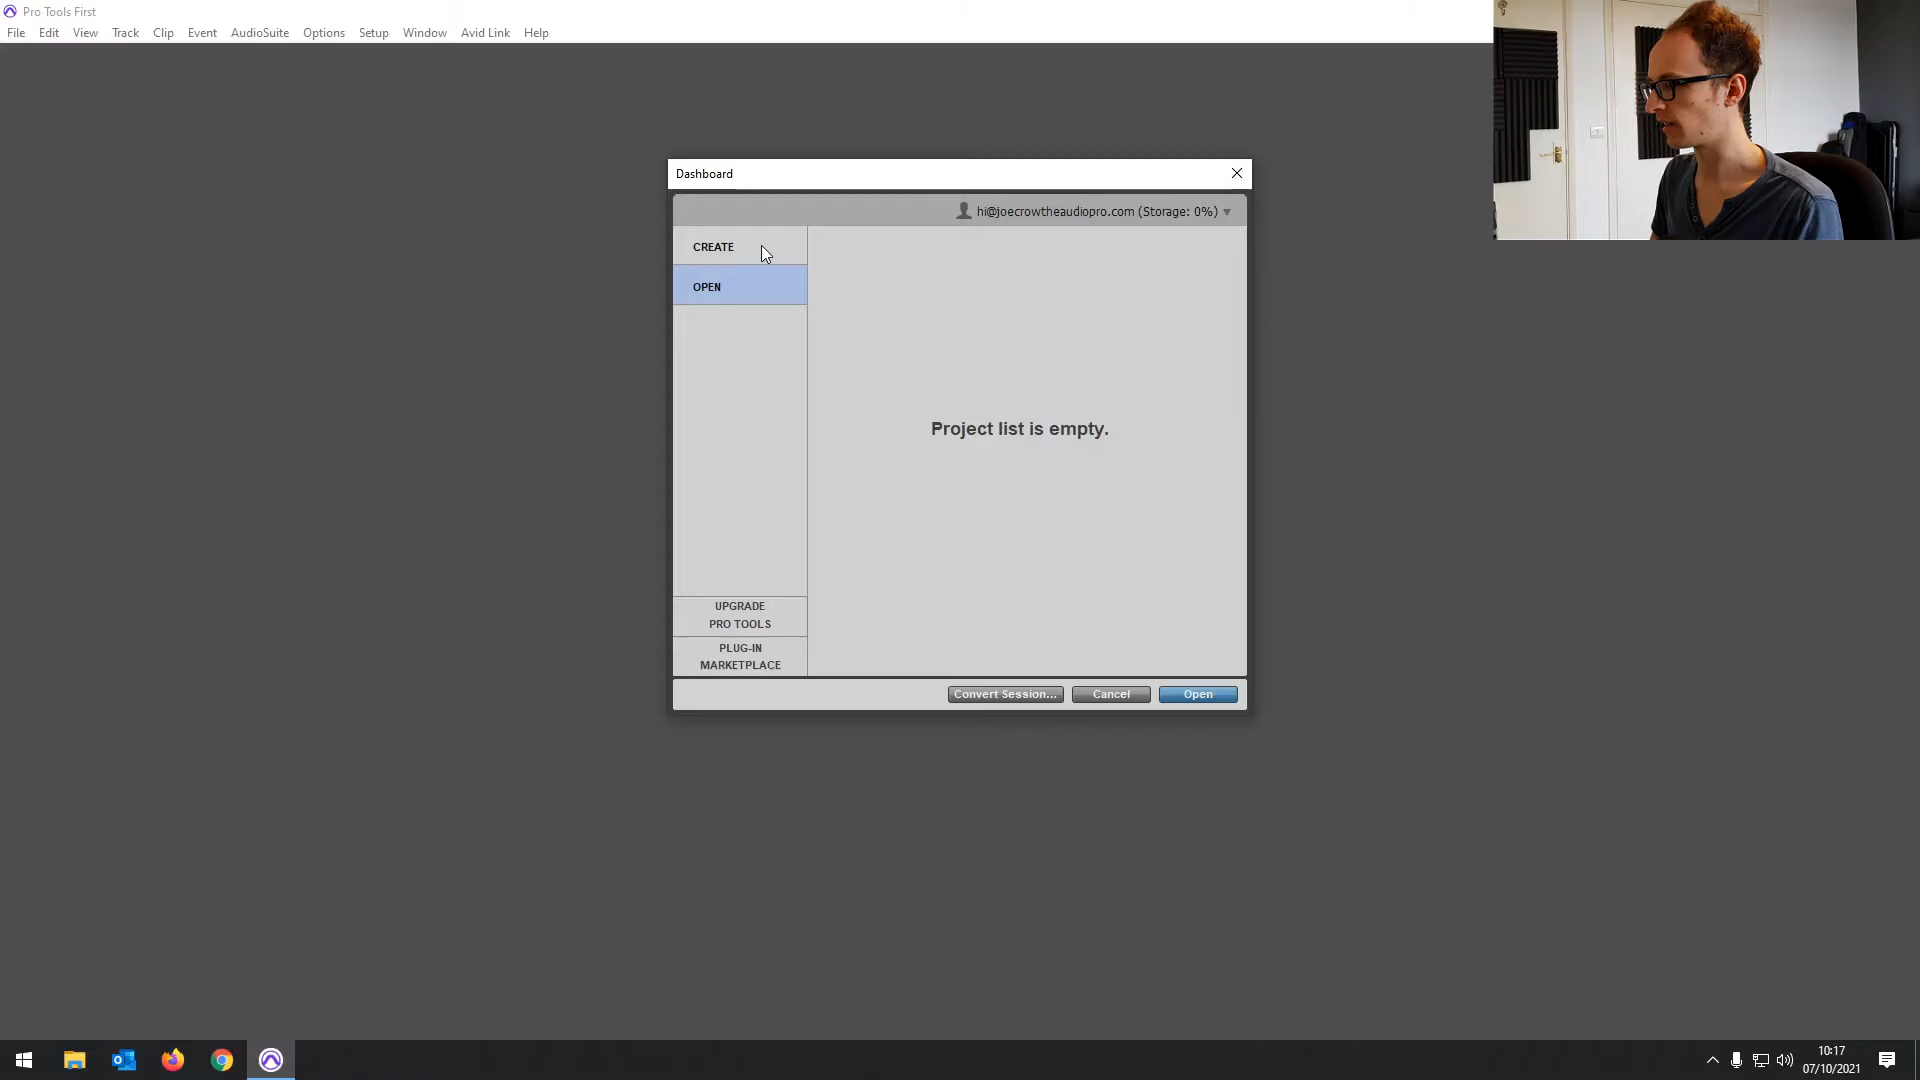 Pro Tools First
File Edit View Track Clip Event AudioSuite Options Setup Window Avid Link Help
Dashboard
hi@joecrowtheaudiopro.com (Storage: 0%)
CREATE
OPEN
Project list is empty.
UPGRADE
PRO TOOLS
PLUG-IN
MARKETPLACE
Convert Session... Cancel Open
10:17
07/10/2021